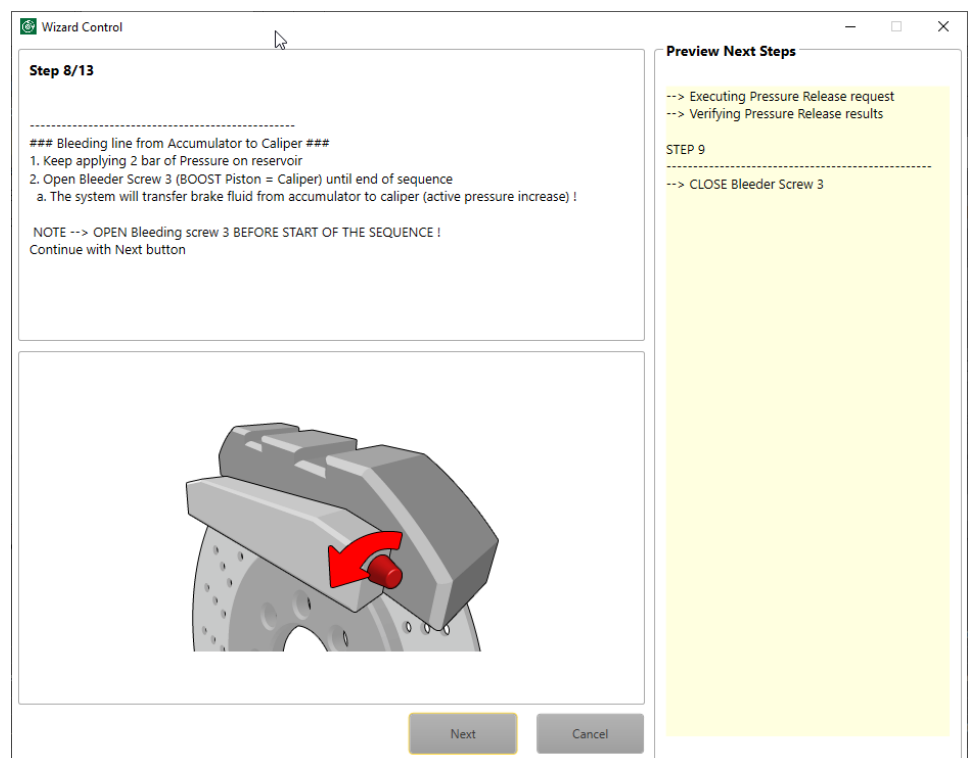 Wizard Control
Step 8/13
--------------------------------------------------
### Bleeding line from Accumulator to Caliper ###
1. Keep applying 2 bar of Pressure on reservoir
2. Open Bleeder Screw 3 (BOOST Piston = Caliper) until end of sequence
a. The system will transfer brake fluid from accumulator to caliper (active pressure increase) !
NOTE --> OPEN Bleeding screw 3 BEFORE START OF THE SEQUENCE !
Continue with Next button
Next
Cancel
Preview Next Steps
--> Executing Pressure Release request
--> Verifying Pressure Release results
STEP 9
--------------------------------------------------
--> CLOSE Bleeder Screw 3